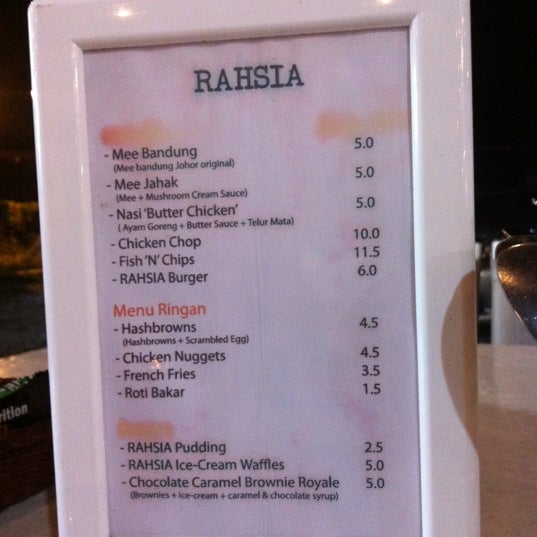 RAHSIA
- Mee Bandung 5.0
(Mee bandung Johor original)
- Mee Jahak 5.0
(Mee + Mushroom Cream Sauce)
- Nasi 'Butter Chicken' 5.0
( Ayam Goreng + Butter Sauce + Telur Mata)
- Chicken Chop 10.0
- Fish 'N' Chips 11.5
- RAHSIA Burger 6.0
Menu Ringan
- Hashbrowns 4.5
(Hashbrowns + Scrambled Egg)
- Chicken Nuggets 4.5
- French Fries 3.5
- Roti Bakar 1.5
- RAHSIA Pudding 2.5
- RAHSIA Ice-Cream Waffles 5.0
- Chocolate Caramel Brownie Royale 5.0
(Brownies + ice-cream + caramel & chocolate syrup)